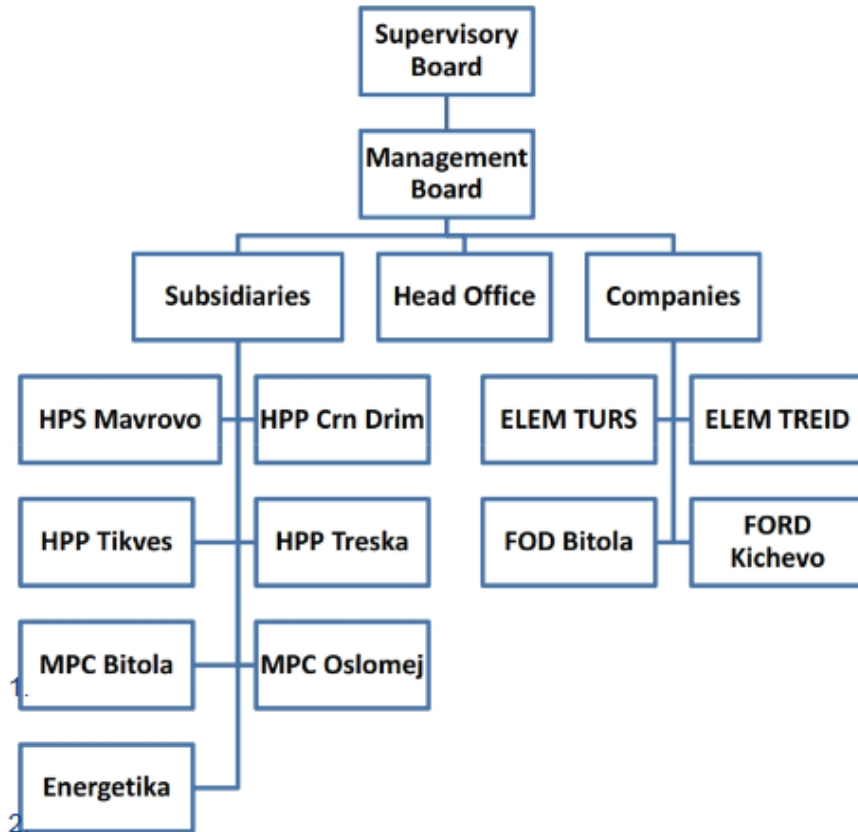 Supervisory
Board
Management
Board
Subsidiaries
Head Office
Companies
HPS Mavrovo
HPP Crn Drim
ELEM TURS
ELEM TREID
HPP Tikves
HPP Treska
FOD Bitola
FORD
Kichevo
MPC Bitola
MPC Oslomej
1.
Energetika
2.